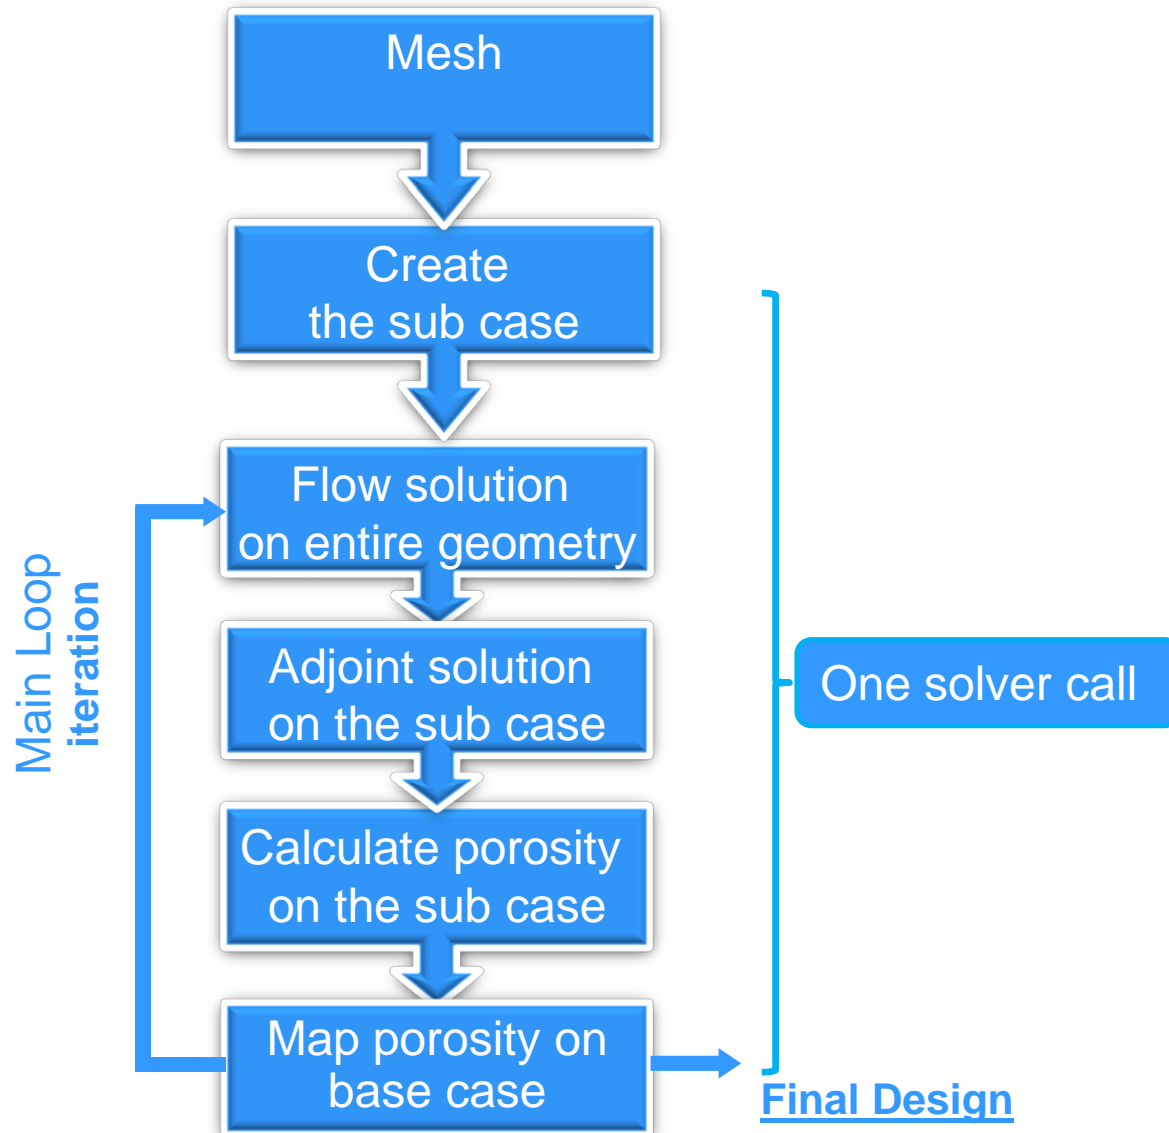 Mesh
Create
the sub case
Flow solution
on entire geometry
Main Loop
iteration
Adjoint solution
on the sub case
One solver call
Calculate porosity
on the sub case
Map porosity on
base case
Final Design